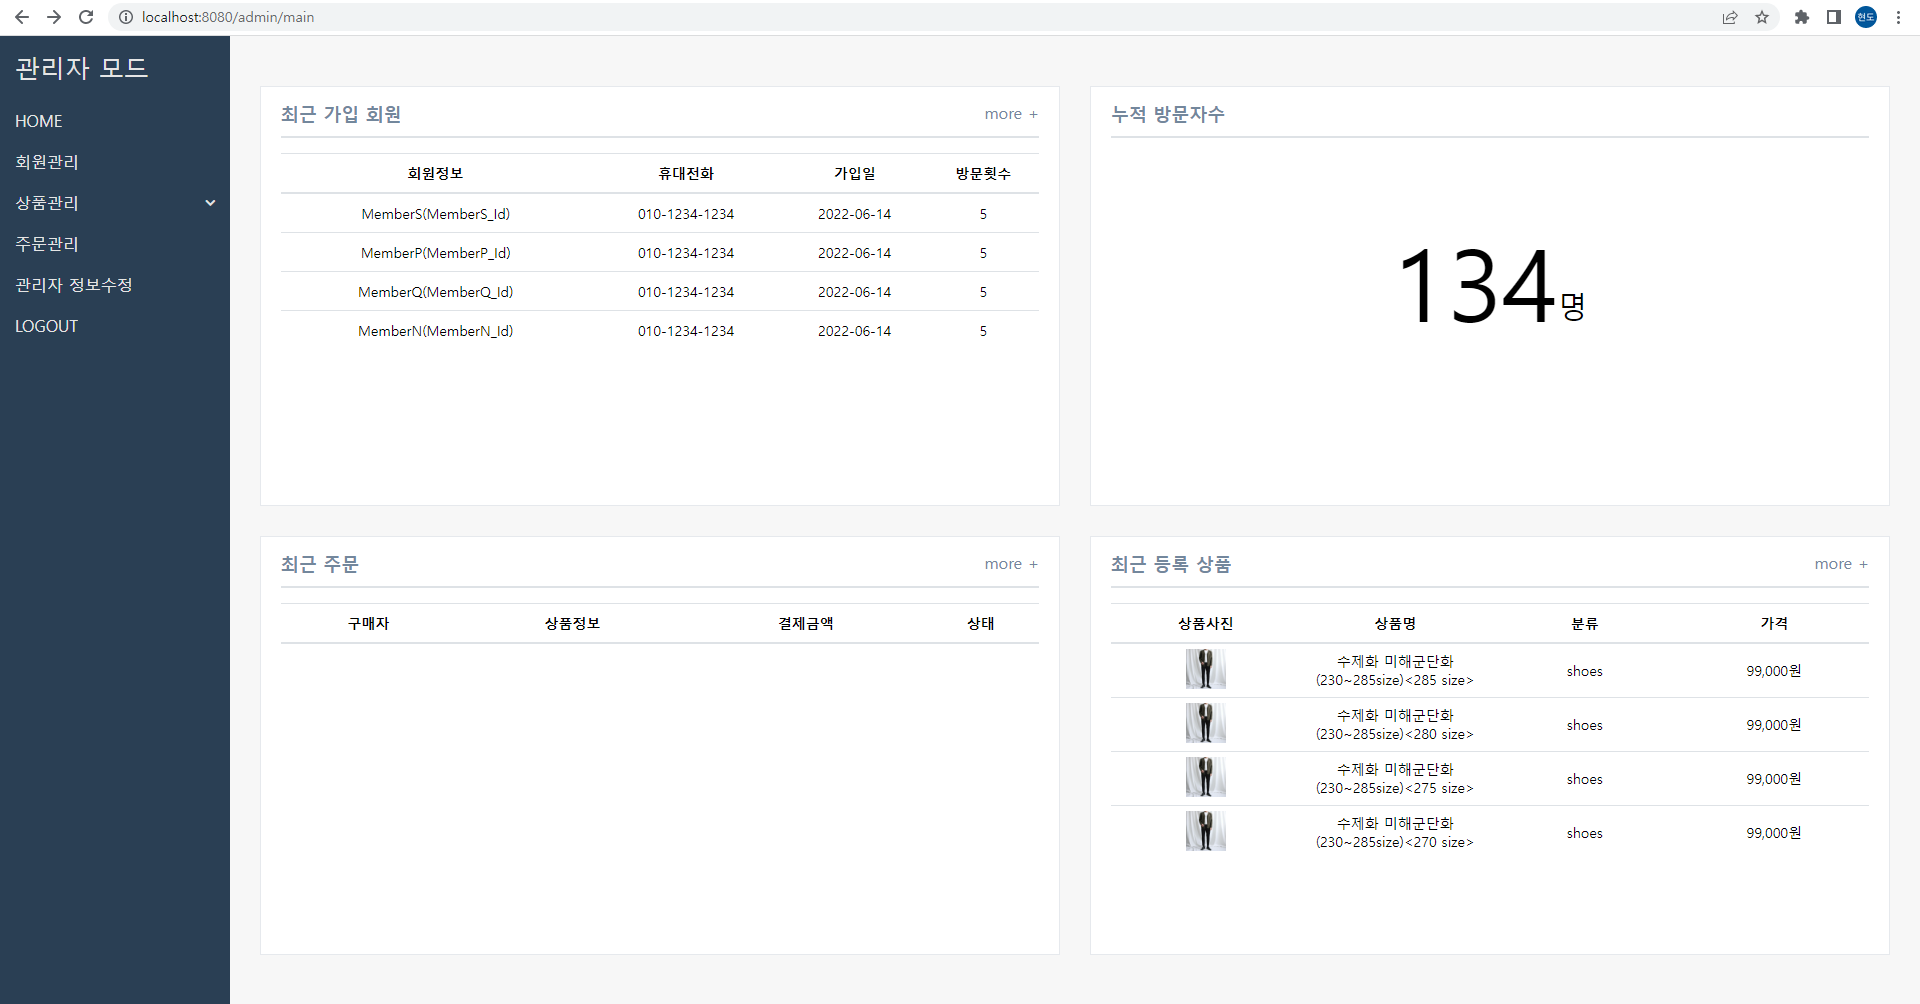 localhost:8080/admin/main
현도
관리자 모드
HOME
회원관리
상품관리
주문관리
관리자 정보수정
LOGOUT
최근 가입 회원 more +
회원정보 휴대전화 가입일 방문횟수
MemberS(MemberS_Id) 010-1234-1234 2022-06-14 5
MemberP(MemberP_Id) 010-1234-1234 2022-06-14 5
MemberQ(MemberQ_Id) 010-1234-1234 2022-06-14 5
MemberN(MemberN_Id) 010-1234-1234 2022-06-14 5
누적 방문자수
134명
최근 주문 more +
구매자 상품정보 결제금액 상태
최근 등록 상품 more +
상품사진 상품명 분류 가격
수제화 미해군단화
(230~285size)<285 size> shoes 99,000원
수제화 미해군단화
(230~285size)<280 size> shoes 99,000원
수제화 미해군단화
(230~285size)<275 size> shoes 99,000원
수제화 미해군단화
(230~285size)<270 size> shoes 99,000원